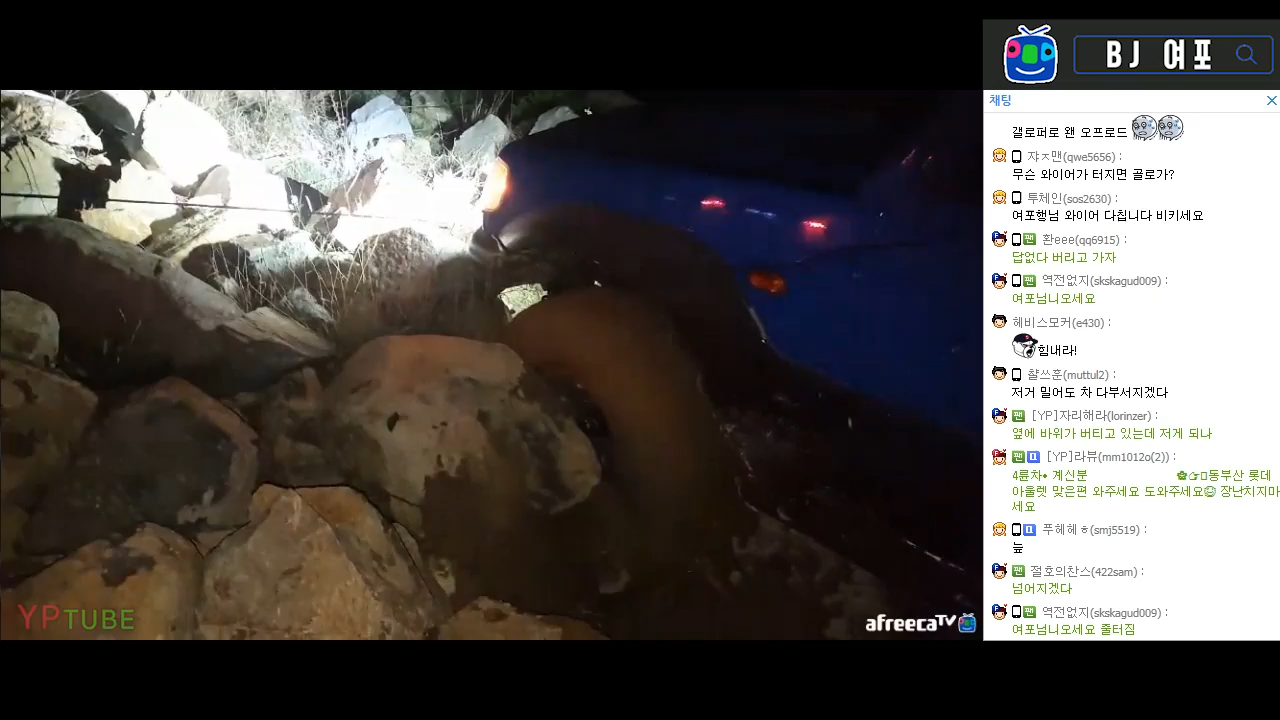 BJ 여포
채팅
갤로퍼로 왠 오프로드
쟈ㅈ맨(qwe5656) :
무슨 와이어가 터지면 골로가?
투체인(sos2630) :
여포행님 와이어 다칩니다 비키세요
팬 환eee(qq6915) :
답없다 버리고 가자
팬 역전없지(skskagud009) :
여포님니오세요
헤비스모커(e430) :
힘내라!
챨쓰훈(muttul2) :
저거 밀어도 차 다부서지겠다
팬 [YP]자리해라(lorinzer) :
옆에 바위가 버티고 있는데 저게 되나
팬 [YP]라뷰(mm1012o(2)) :
4륜차• 계신분 ✿☞동부산 롯데
아울렛 맞은편 와주세요 도와주세요 장난치지마
세요
푸헤헤ㅎ(smj5519) :
늪
팬 절호의찬스(422sam) :
넘어지겠다
팬 역전없지(skskagud009) :
여포님니오세요 줄터짐
YPTUBE
afreecaTV